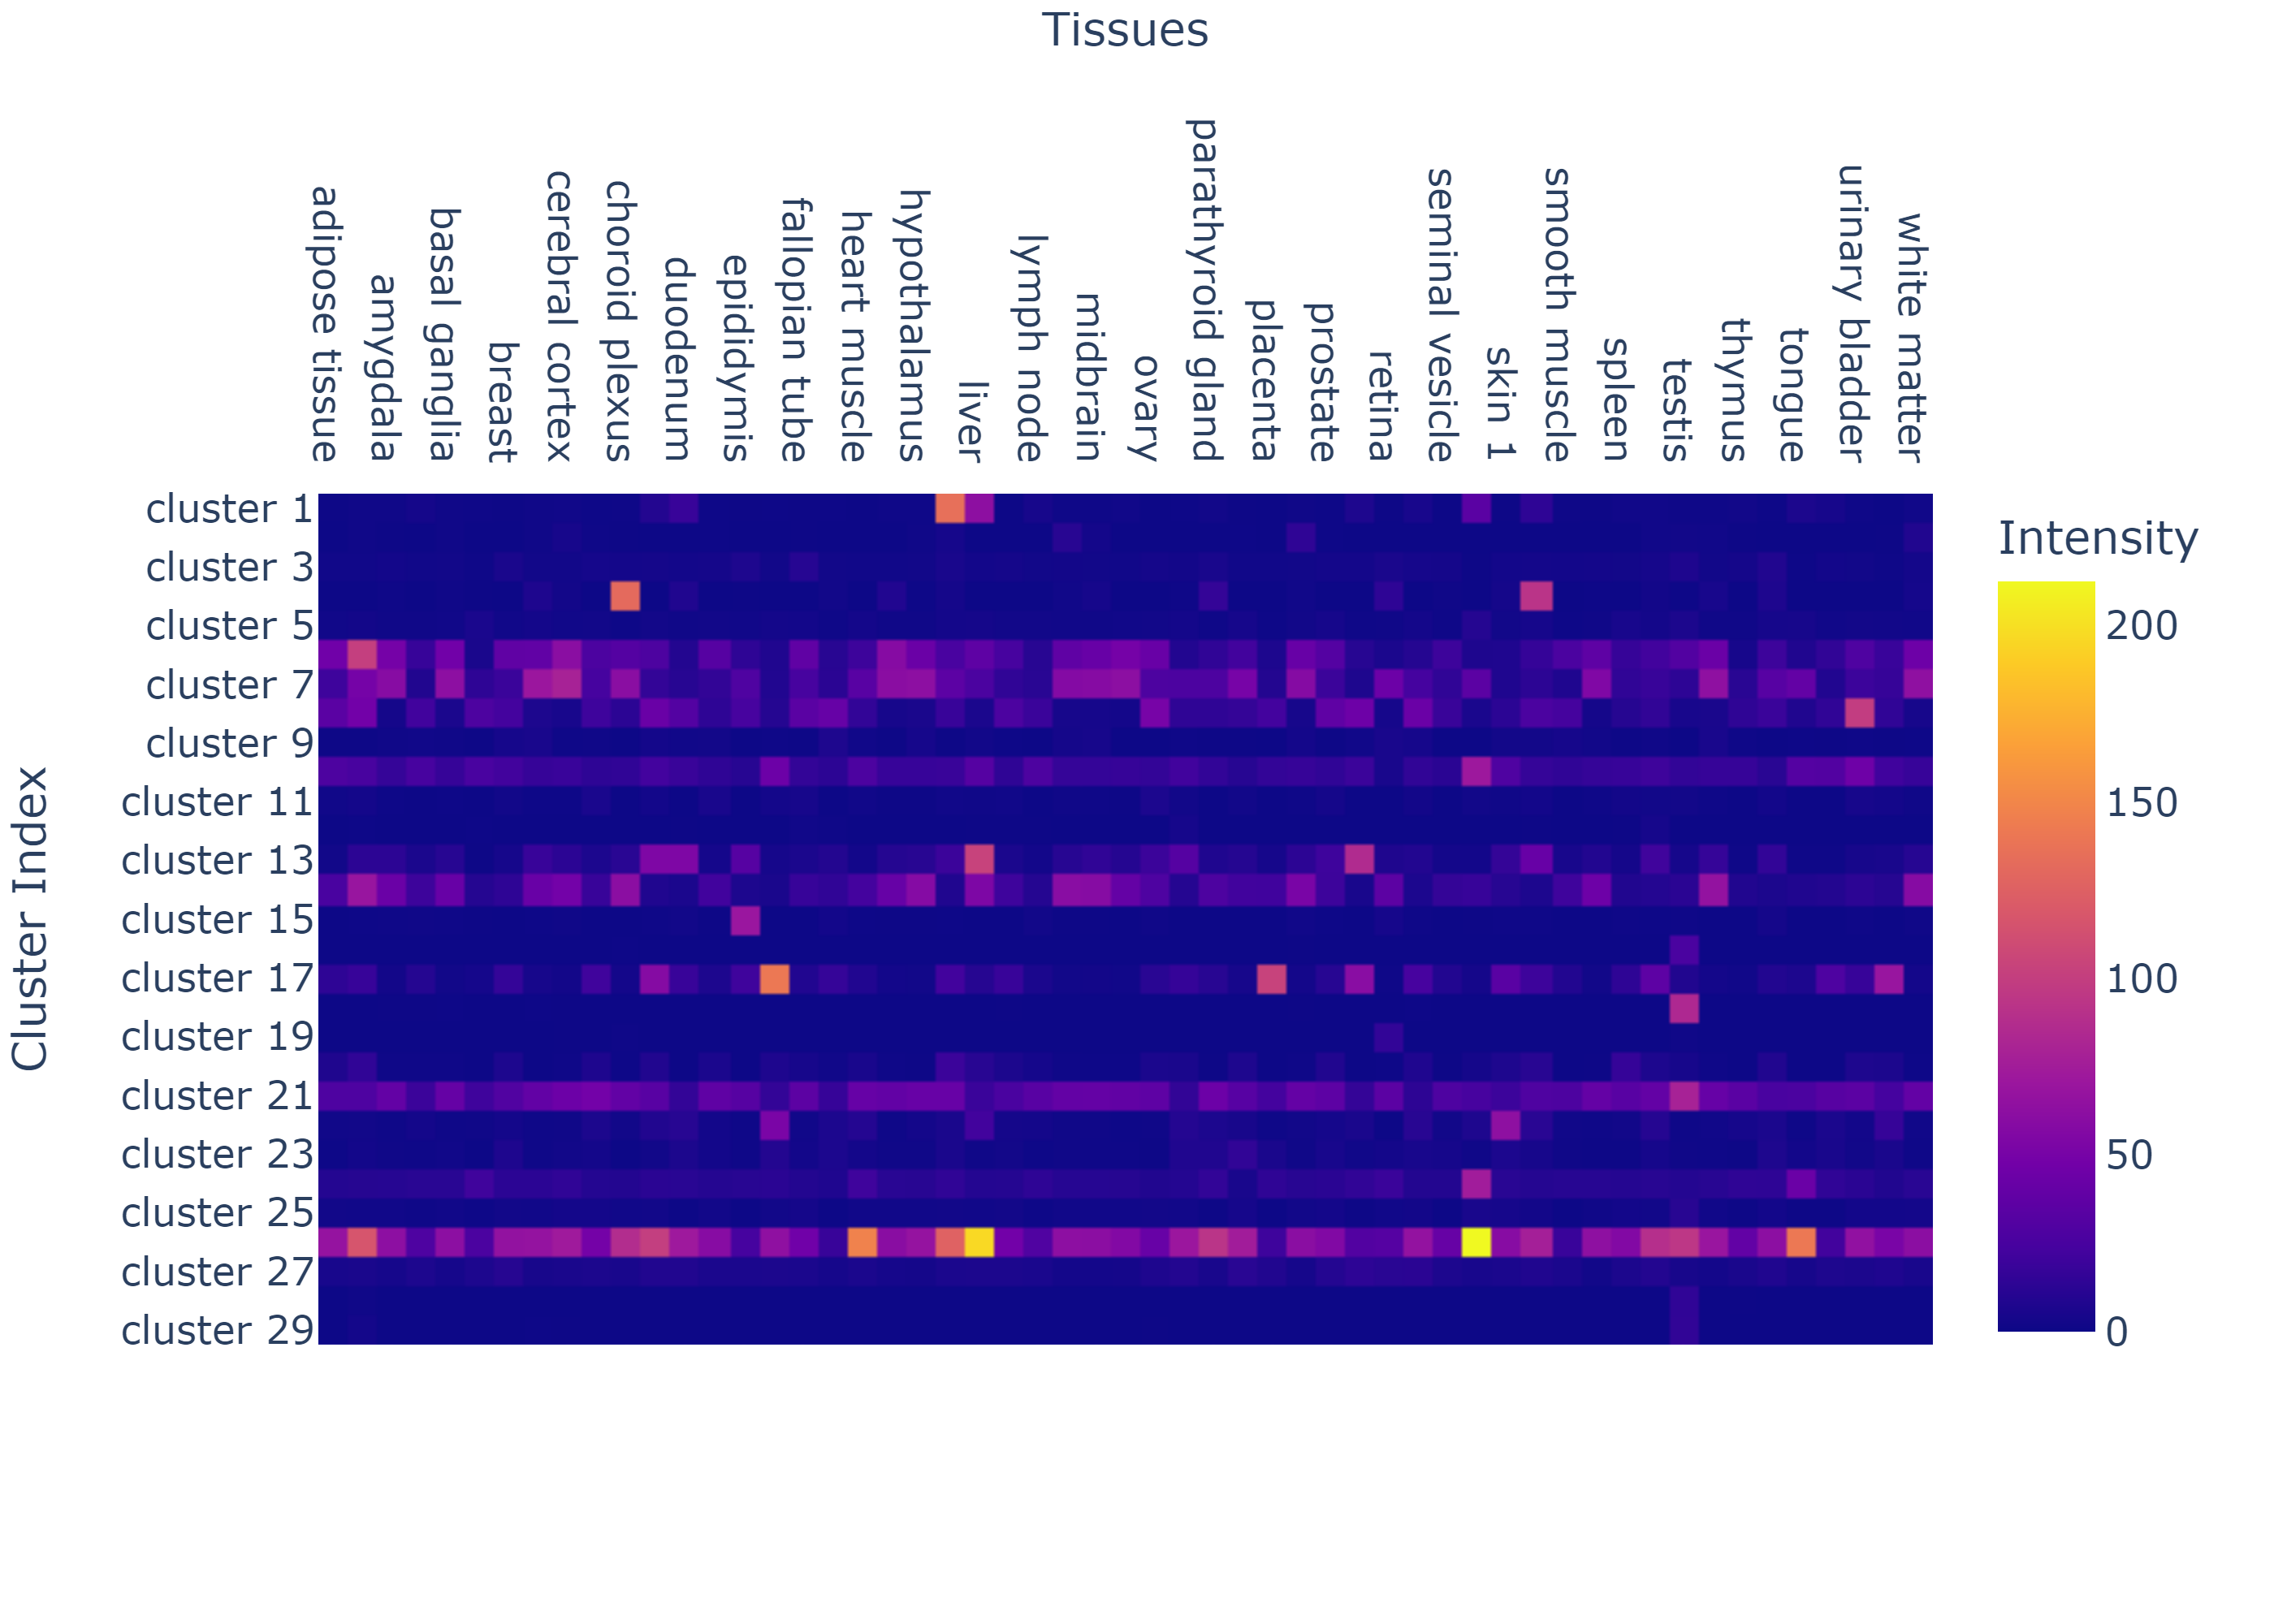 Tissues
adipose tissue
amygdala
basal ganglia
breast
cerebral cortex
choroid plexus
duodenum
epididymis
fallopian tube
heart muscle
hypothalamus
liver
lymph node
midbrain
ovary
parathyroid gland
placenta
prostate
retina
seminal vesicle
skin 1
smooth muscle
spleen
testis
thymus
tongue
urinary bladder
white matter
Cluster Index
cluster 1
cluster 3
cluster 5
cluster 7
cluster 9
cluster 11
cluster 13
cluster 15
cluster 17
cluster 19
cluster 21
cluster 23
cluster 25
cluster 27
cluster 29
Intensity
200
150
100
50
0